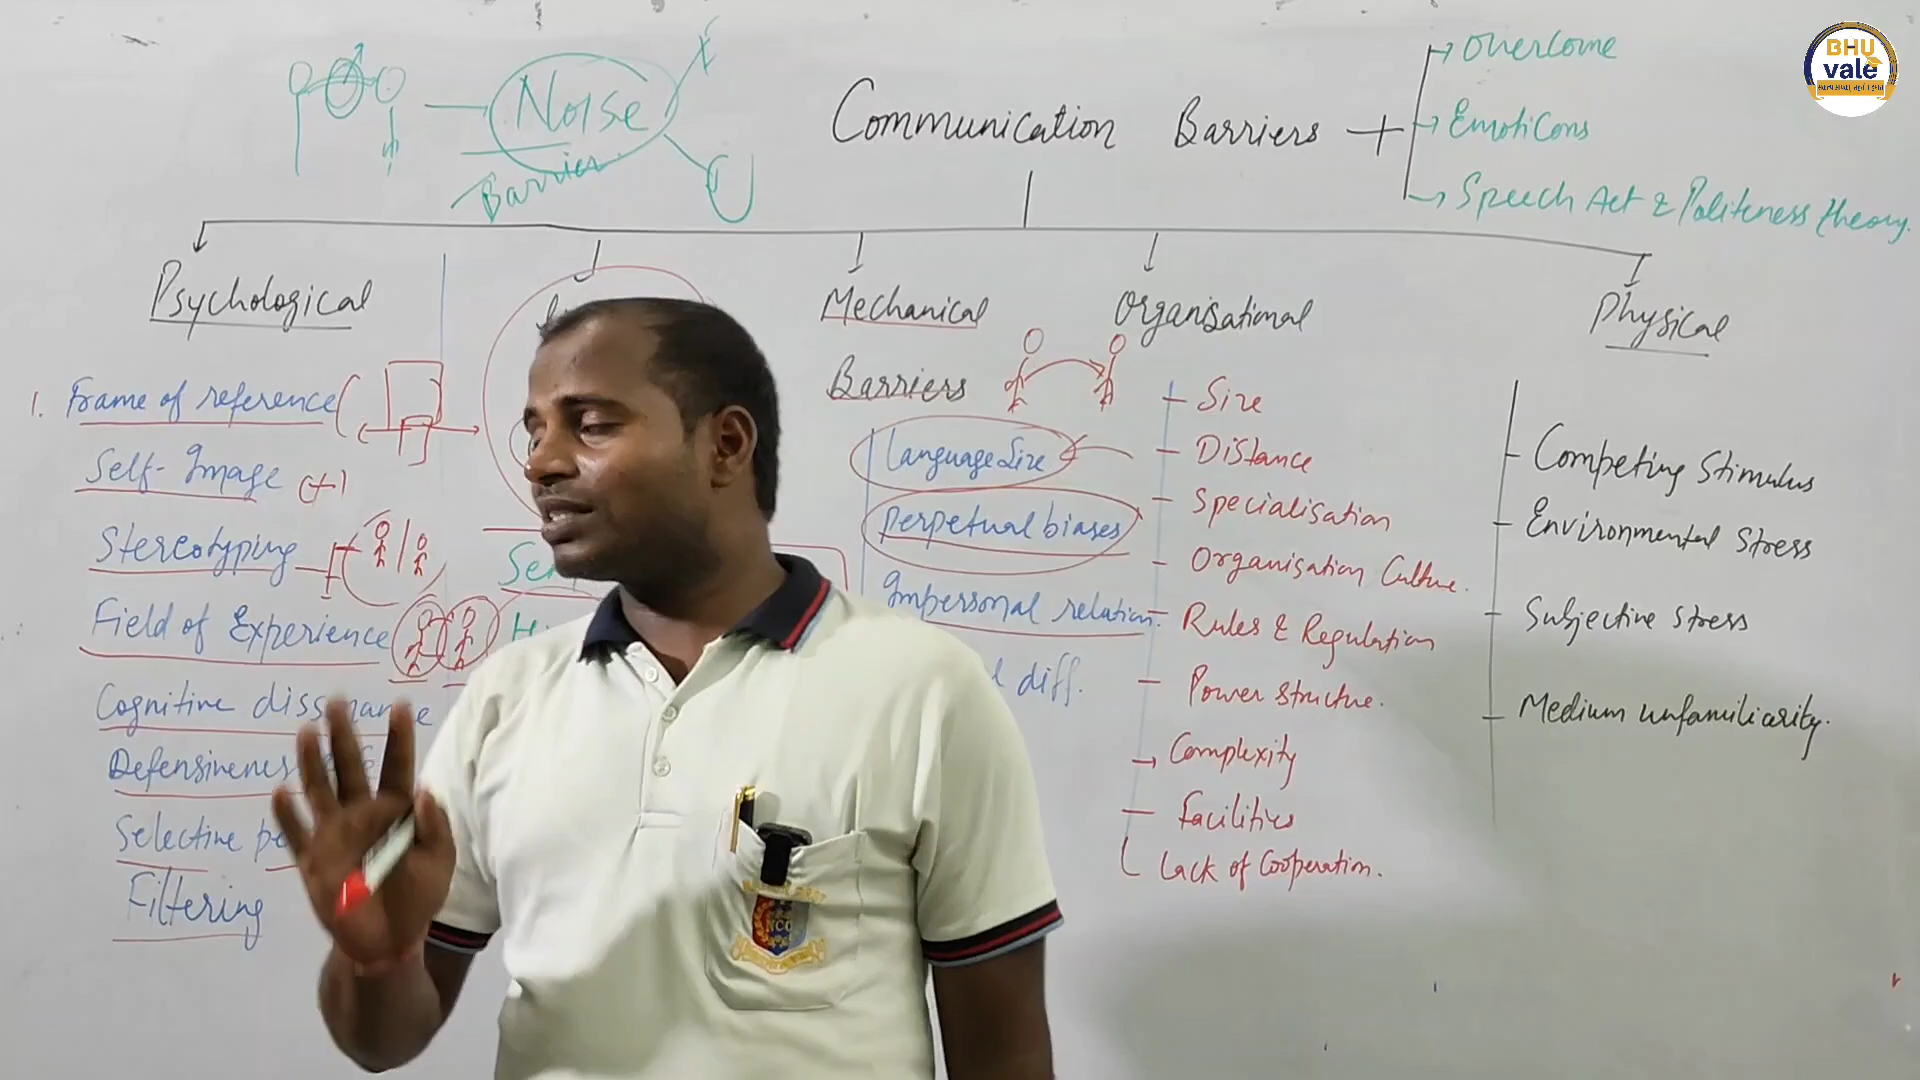 BHU
vale
Noise
Barrier
Communication Barriers +
Overcome
Emoticons
Speech Act & Politeness theory.
Psychological
1. Frame of reference
Self-Image (+)
Stereotyping
Field of Experience
Cognitive dissonance
Defensiveness
Selective
Filtering
Mechanical
Barriers
Language Size
perpetual biases
Impersonal relation.
diff.
Organisational
Size
Distance
Specialisation
Organisation Culture.
Rules & Regulation
Power structure.
Complexity
Facilities
Lack of Cooperation.
Physical
Competing Stimulus
Environmental Stress
Subjective Stress
Medium unfamiliarity.